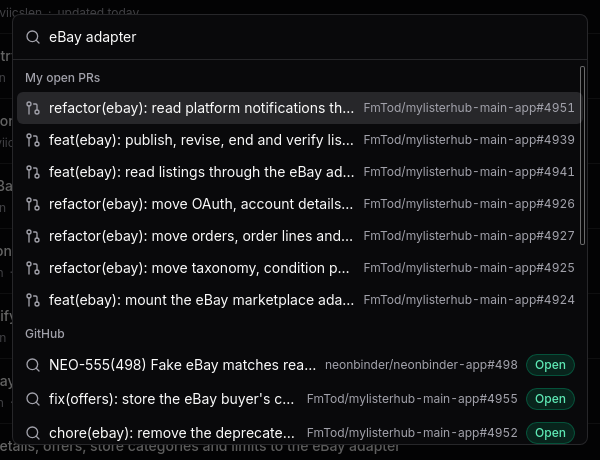 viicslen · updated today
eBay adapter
My open PRs
refactor(ebay): read platform notifications th... FmTod/mylisterhub-main-app#4951
feat(ebay): publish, revise, end and verify lis... FmTod/mylisterhub-main-app#4939
feat(ebay): read listings through the eBay ad... FmTod/mylisterhub-main-app#4941
refactor(ebay): move OAuth, account details... FmTod/mylisterhub-main-app#4926
refactor(ebay): move orders, order lines and... FmTod/mylisterhub-main-app#4927
refactor(ebay): move taxonomy, condition p... FmTod/mylisterhub-main-app#4925
feat(ebay): mount the eBay marketplace ada... FmTod/mylisterhub-main-app#4924
GitHub
NEO-555(498) Fake eBay matches rea... neonbinder/neonbinder-app#498 Open
fix(offers): store the eBay buyer's c... FmTod/mylisterhub-main-app#4955 Open
chore(ebay): remove the deprecate... FmTod/mylisterhub-main-app#4952 Open
etails, offers, store categories and limits to the eBay adapter